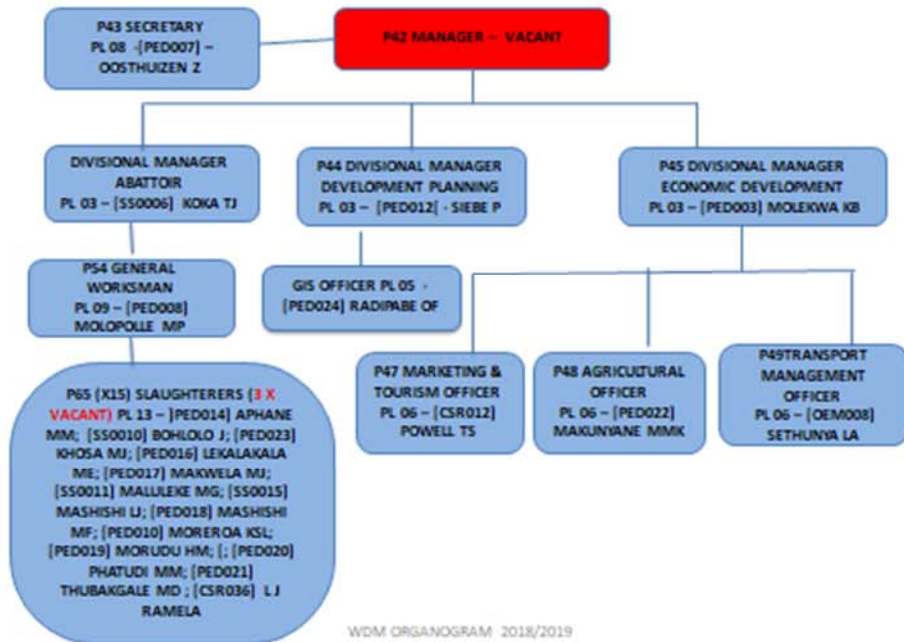 P43 SECRETARY
PL 08 -[PED007] –
OOSTHUIZEN Z
P42 MANAGER – VACANT
DIVISIONAL MANAGER
ABATTOIR
PL 03 – [SS0006] KOKA TJ
P44 DIVISIONAL MANAGER
DEVELOPMENT PLANNING
PL 03 – [PED012[ - SIEBE P
P45 DIVISIONAL MANAGER
ECONOMIC DEVELOPMENT
PL 03 – [PED003] MOLEKWA KB
P54 GENERAL
WORKSMAN
PL 09 – [PED008]
MOLOPOLLE MP
GIS OFFICER PL 05 -
[PED024] RADIPABE OF
P47 MARKETING &
TOURISM OFFICER
PL 06 – [CSR012]
POWELL TS
P48 AGRICULTURAL
OFFICER
PL 06 – [PED022]
MAKUNYANE MMK
P49TRANSPORT
MANAGEMENT
OFFICER
PL 06 – [OEM008]
SETHUNYA LA
P65 (X15) SLAUGHTERERS (3 X
VACANT) PL 13 – ]PED014] APHANE
MM; [SS0010] BOHLOLO J; [PED023]
KHOSA MJ; [PED016] LEKALAKALA
ME; [PED017] MAKWELA MJ;
[SS0011] MALULEKE MG; [SS0015]
MASHISHI LJ; [PED018] MASHISHI
MF; [PED010] MOREROA KSL;
[PED019] MORUDU HM; [; [PED020]
PHATUDI MM; [PED021]
THUBAKGALE MD ; [CSR036] L J
RAMELA
WDM ORGANOGRAM 2018/2019